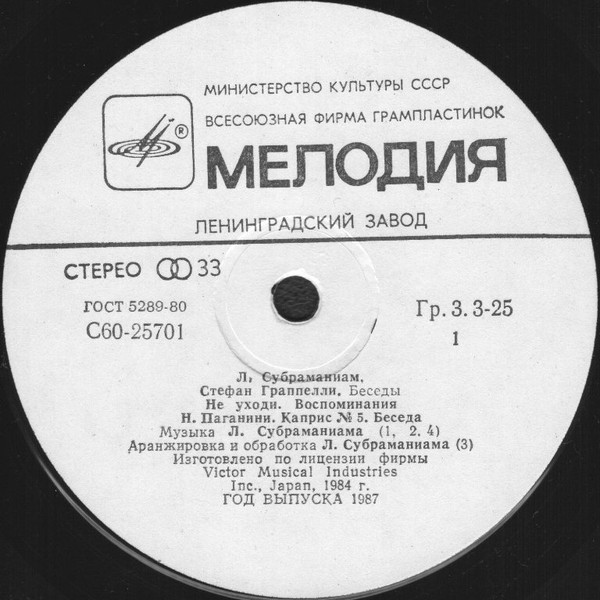 МИНИСТЕРСТВО КУЛЬТУРЫ СССР
ВСЕСОЮЗНАЯ ФИРМА ГРАМПЛАСТИНОК
®
МЕЛОДИЯ
ЛЕНИНГРАДСКИЙ ЗАВОД
СТЕРЕО 33
ГОСТ 5289-80
С60-25701
Гр. 3. 3-25
1
Л. Субраманиам,
Стефан Граппелли, Беседы
Не уходи. Воспоминания
Н. Паганини. Каприс № 5. Беседа
Музыка Л. Субраманиама (1, 2, 4)
Аранжировка и обработка Л. Субраманиама (3)
Изготовлено по лицензии фирмы
Victor Musical Industries
Inc., Japan, 1984 г.
ГОД ВЫПУСКА 1987